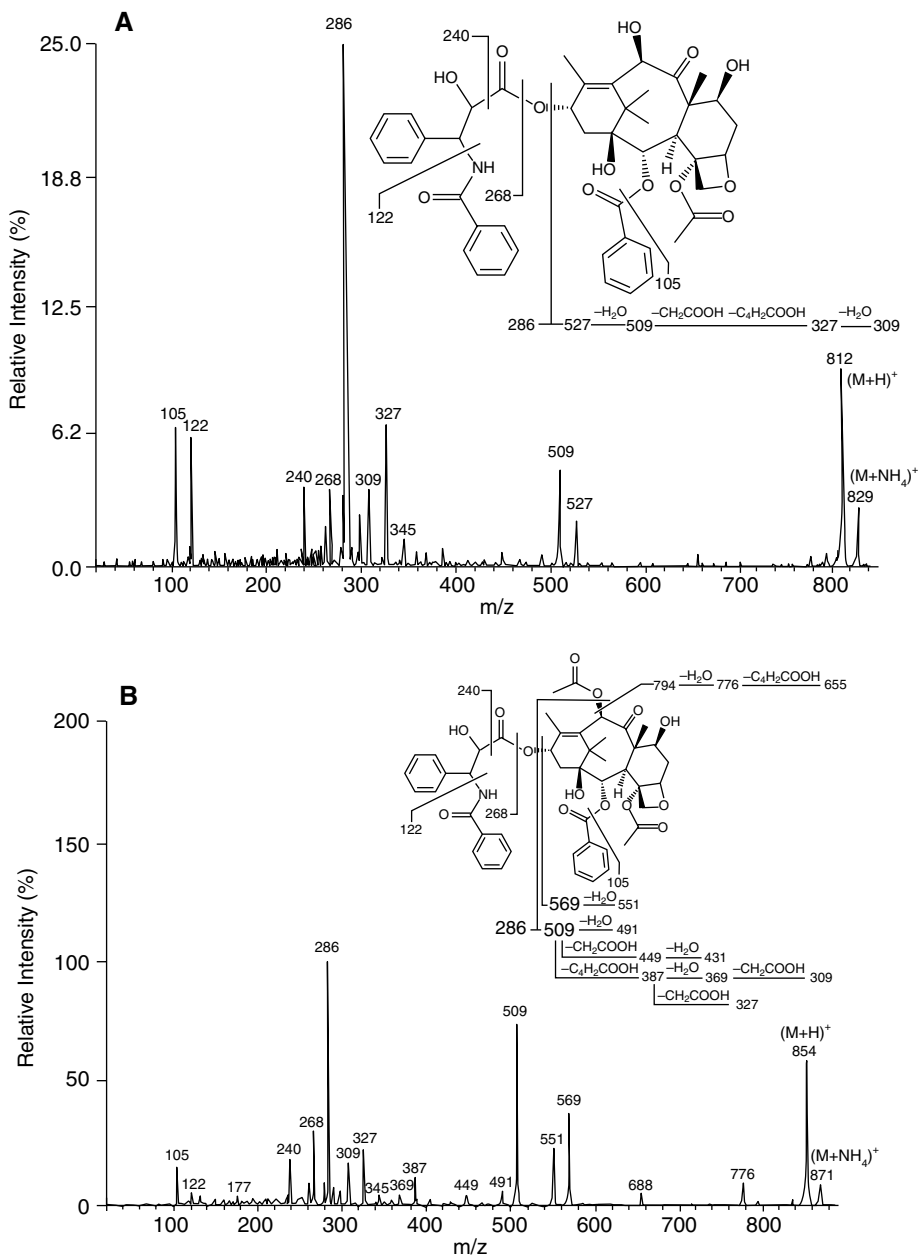 A
25.0
18.8
12.5
6.2
0.0
Relative Intensity (%)
286
240
O
HO
O
HO
O
OH
NH
O
122
268
HO
H
O
O
O
O
O
105
286 527 –H2O 509 –CH2COOH –C4H2COOH 327 –H2O 309
812
(M+H)+
(M+NH4)+
829
105
122
240
268
309
327
345
509
527
100 200 300 400 500 600 700 800
m/z
B
200
150
100
50
0
Relative Intensity (%)
O
O
794 –H2O 776 –C4H2COOH 655
240
O
HO
O
O
OH
NH
O
122
268
HO
H
O
O
O
O
O
105
569 –H2O 551
286 509 –H2O 491
–CH2COOH 449 –H2O 431
–C4H2COOH 387 –H2O 369 –CH2COOH 309
–CH2COOH 327
286
509
(M+H)+
854
569
551
(M+NH4)+
871
105
122
177
240
268
309
327
345
369
387
449
491
688
776
100 200 300 400 500 600 700 800
m/z